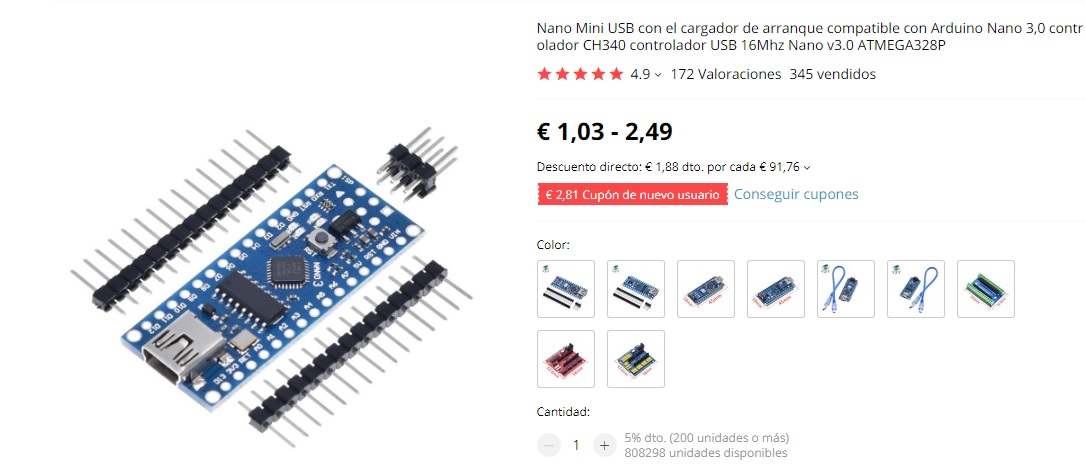 Nano Mini USB con el cargador de arranque compatible con Arduino Nano 3,0 contr
olador CH340 controlador USB 16Mhz Nano v3.0 ATMEGA328P
4.9 172 Valoraciones 345 vendidos
€ 1,03 - 2,49
Descuento directo: € 1,88 dto. por cada € 91,76
€ 2,81 Cupón de nuevo usuario Conseguir cupones
Color:
Cantidad:
1
5% dto. (200 unidades o más)
808298 unidades disponibles